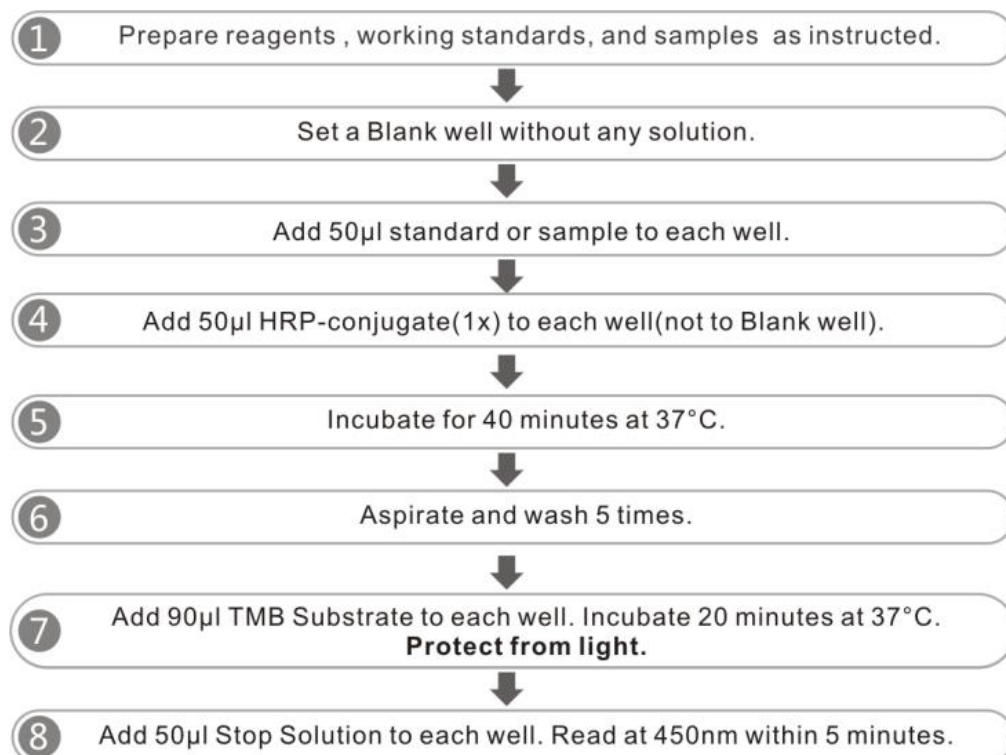 1 Prepare reagents , working standards, and samples as instructed.
2 Set a Blank well without any solution.
3 Add 50μl standard or sample to each well.
4 Add 50μl HRP-conjugate(1x) to each well(not to Blank well).
5 Incubate for 40 minutes at 37°C.
6 Aspirate and wash 5 times.
7 Add 90μl TMB Substrate to each well. Incubate 20 minutes at 37°C.
Protect from light.
8 Add 50μl Stop Solution to each well. Read at 450nm within 5 minutes.